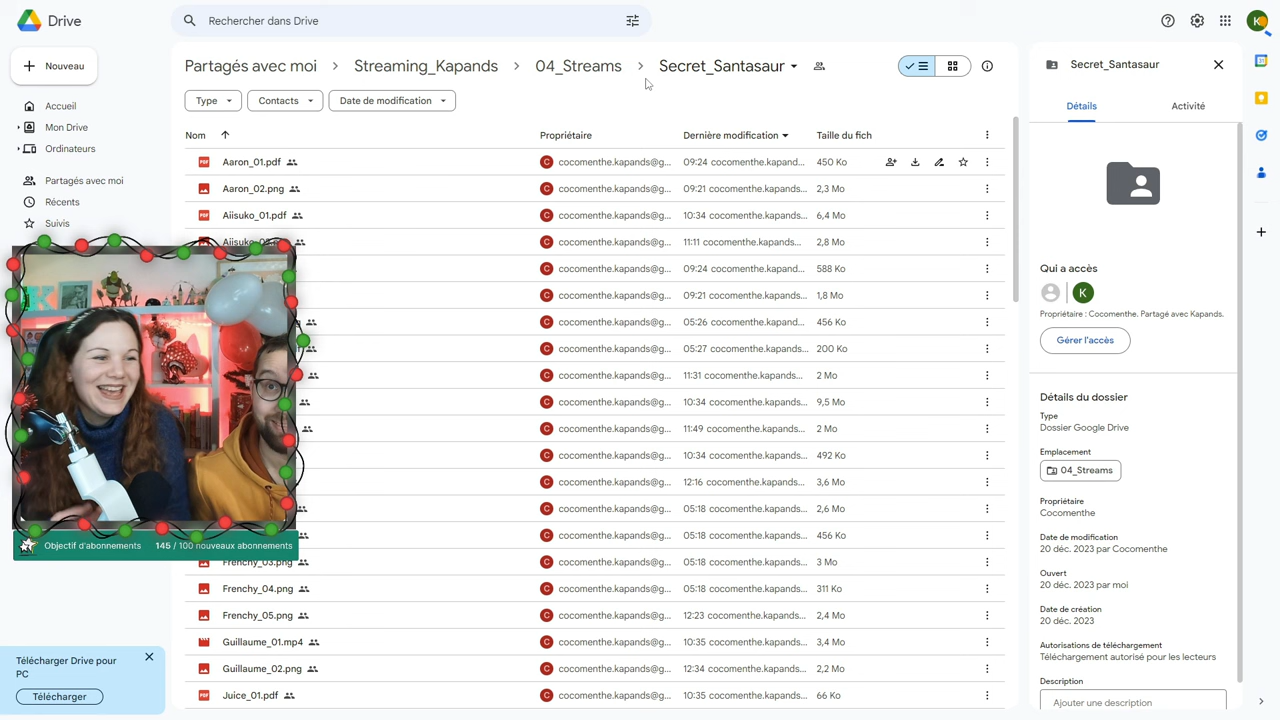 Drive
Rechercher dans Drive
K
Nouveau
Accueil
Mon Drive
Ordinateurs
Partagés avec moi
Récents
Suivis
Partagés avec moi > Streaming_Kapands > 04_Streams > Secret_Santasaur
Type
Contacts
Date de modification
Nom Propriétaire Dernière modification Taille du fich
Aaron_01.pdf C cocomenthe.kapands@g... 09:24 cocomenthe.kapand... 450 Ko
Aaron_02.png C cocomenthe.kapands@g... 09:21 cocomenthe.kapands... 2,3 Mo
Aiisuko_01.pdf C cocomenthe.kapands@g... 10:34 cocomenthe.kapands... 6,4 Mo
C cocomenthe.kapands@g... 11:11 cocomenthe.kapands... 2,8 Mo
C cocomenthe.kapands@g... 09:24 cocomenthe.kapands... 588 Ko
C cocomenthe.kapands@g... 09:21 cocomenthe.kapands... 1,8 Mo
C cocomenthe.kapands@g... 05:26 cocomenthe.kapand... 456 Ko
C cocomenthe.kapands@g... 05:27 cocomenthe.kapands... 200 Ko
C cocomenthe.kapands@g... 11:31 cocomenthe.kapands... 2 Mo
C cocomenthe.kapands@g... 10:34 cocomenthe.kapands... 9,5 Mo
C cocomenthe.kapands@g... 11:49 cocomenthe.kapands... 2 Mo
C cocomenthe.kapands@g... 10:34 cocomenthe.kapands... 492 Ko
C cocomenthe.kapands@g... 12:16 cocomenthe.kapands... 3,6 Mo
C cocomenthe.kapands@g... 05:18 cocomenthe.kapands... 2,6 Mo
C cocomenthe.kapands@g... 05:18 cocomenthe.kapands... 456 Ko
Frenchy_03.png C cocomenthe.kapands@g... 05:18 cocomenthe.kapands... 3 Mo
Frenchy_04.png C cocomenthe.kapands@g... 05:18 cocomenthe.kapands... 311 Ko
Frenchy_05.png C cocomenthe.kapands@g... 12:23 cocomenthe.kapands... 2,4 Mo
Guillaume_01.mp4 C cocomenthe.kapands@g... 10:35 cocomenthe.kapands... 3,4 Mo
Guillaume_02.png C cocomenthe.kapands@g... 12:34 cocomenthe.kapands... 2,2 Mo
Juice_01.pdf C cocomenthe.kapands@g... 10:35 cocomenthe.kapands... 66 Ko
Objectif d'abonnements 145 / 100 nouveaux abonnements
Télécharger Drive pour
PC
Télécharger
Secret_Santasaur
Détails
Activité
Qui a accès
K
Propriétaire : Cocomenthe. Partagé avec Kapands.
Gérer l'accès
Détails du dossier
Type
Dossier Google Drive
Emplacement
04_Streams
Propriétaire
Cocomenthe
Date de modification
20 déc. 2023 par Cocomenthe
Ouvert
20 déc. 2023 par moi
Date de création
20 déc. 2023
Autorisations de téléchargement
Téléchargement autorisé pour les lecteurs
Description
Ajouter une description